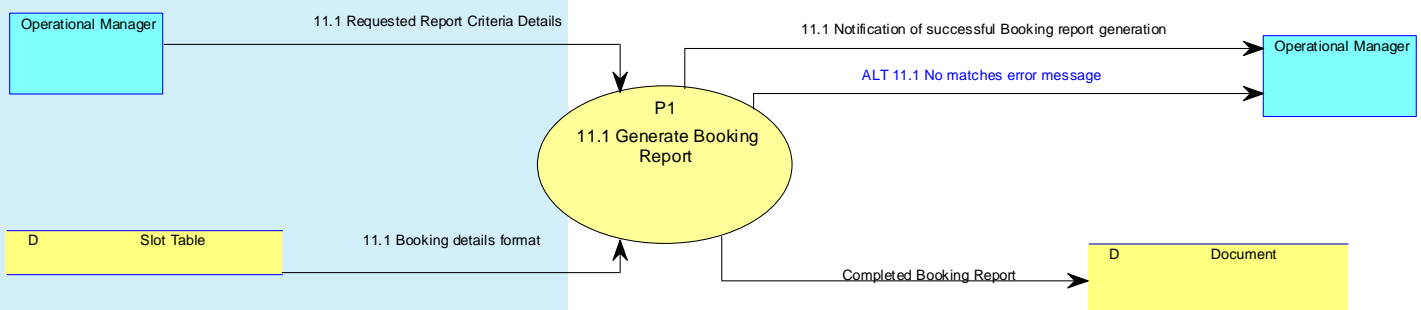 Operational Manager
11.1 Requested Report Criteria Details
11.1 Notification of successful Booking report generation
Operational Manager
ALT 11.1 No matches error message
P1
11.1 Generate Booking
Report
D Slot Table
11.1 Booking details format
D Document
Completed Booking Report